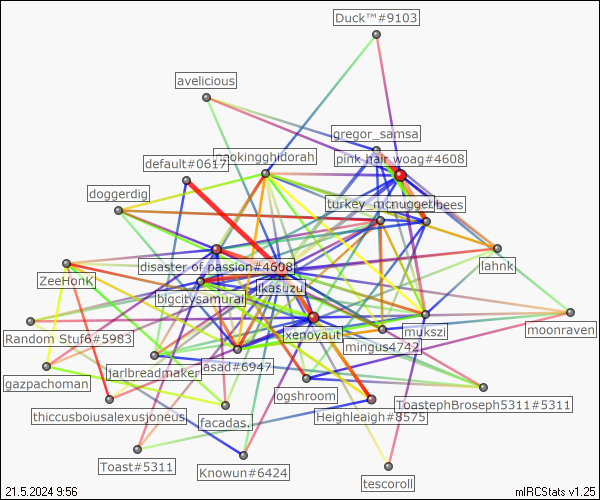 Duck™#9103
avelicious
gregor_samsa
default#0617
pink hair woag#4608
doggerdig
turkey_mcnugget
bees
lahnk
disaster of passion#4608
ZeeHonk
ikasuzu
bigcitysamurai
xenoyaut
mukszi
moonraven
Random Stuf6#5983
mingus4742
jarlbreadmaker
asad#6947
gazpachoman
ogshroom
ToastephBroseph5311#5311
thiccusboiusalexusjoneus
facadas.
Heighleaigh#8575
Toast#5311
Knowun#6424
tescoroll
21.5.2024 9:56
mIRCStats v1.25